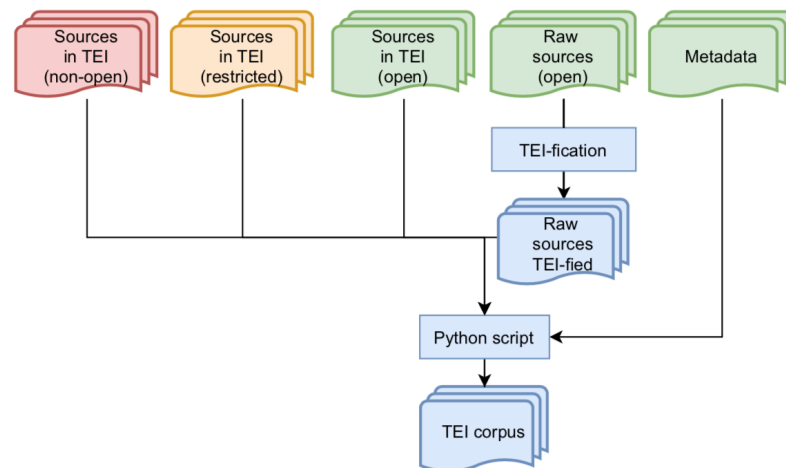 Sources
in TEI
(non-open)
Sources
in TEI
(restricted)
Sources
in TEI
(open)
Raw
sources
(open)
Metadata
TEI-fication
Raw
sources
TEI-fied
Python script
TEI corpus